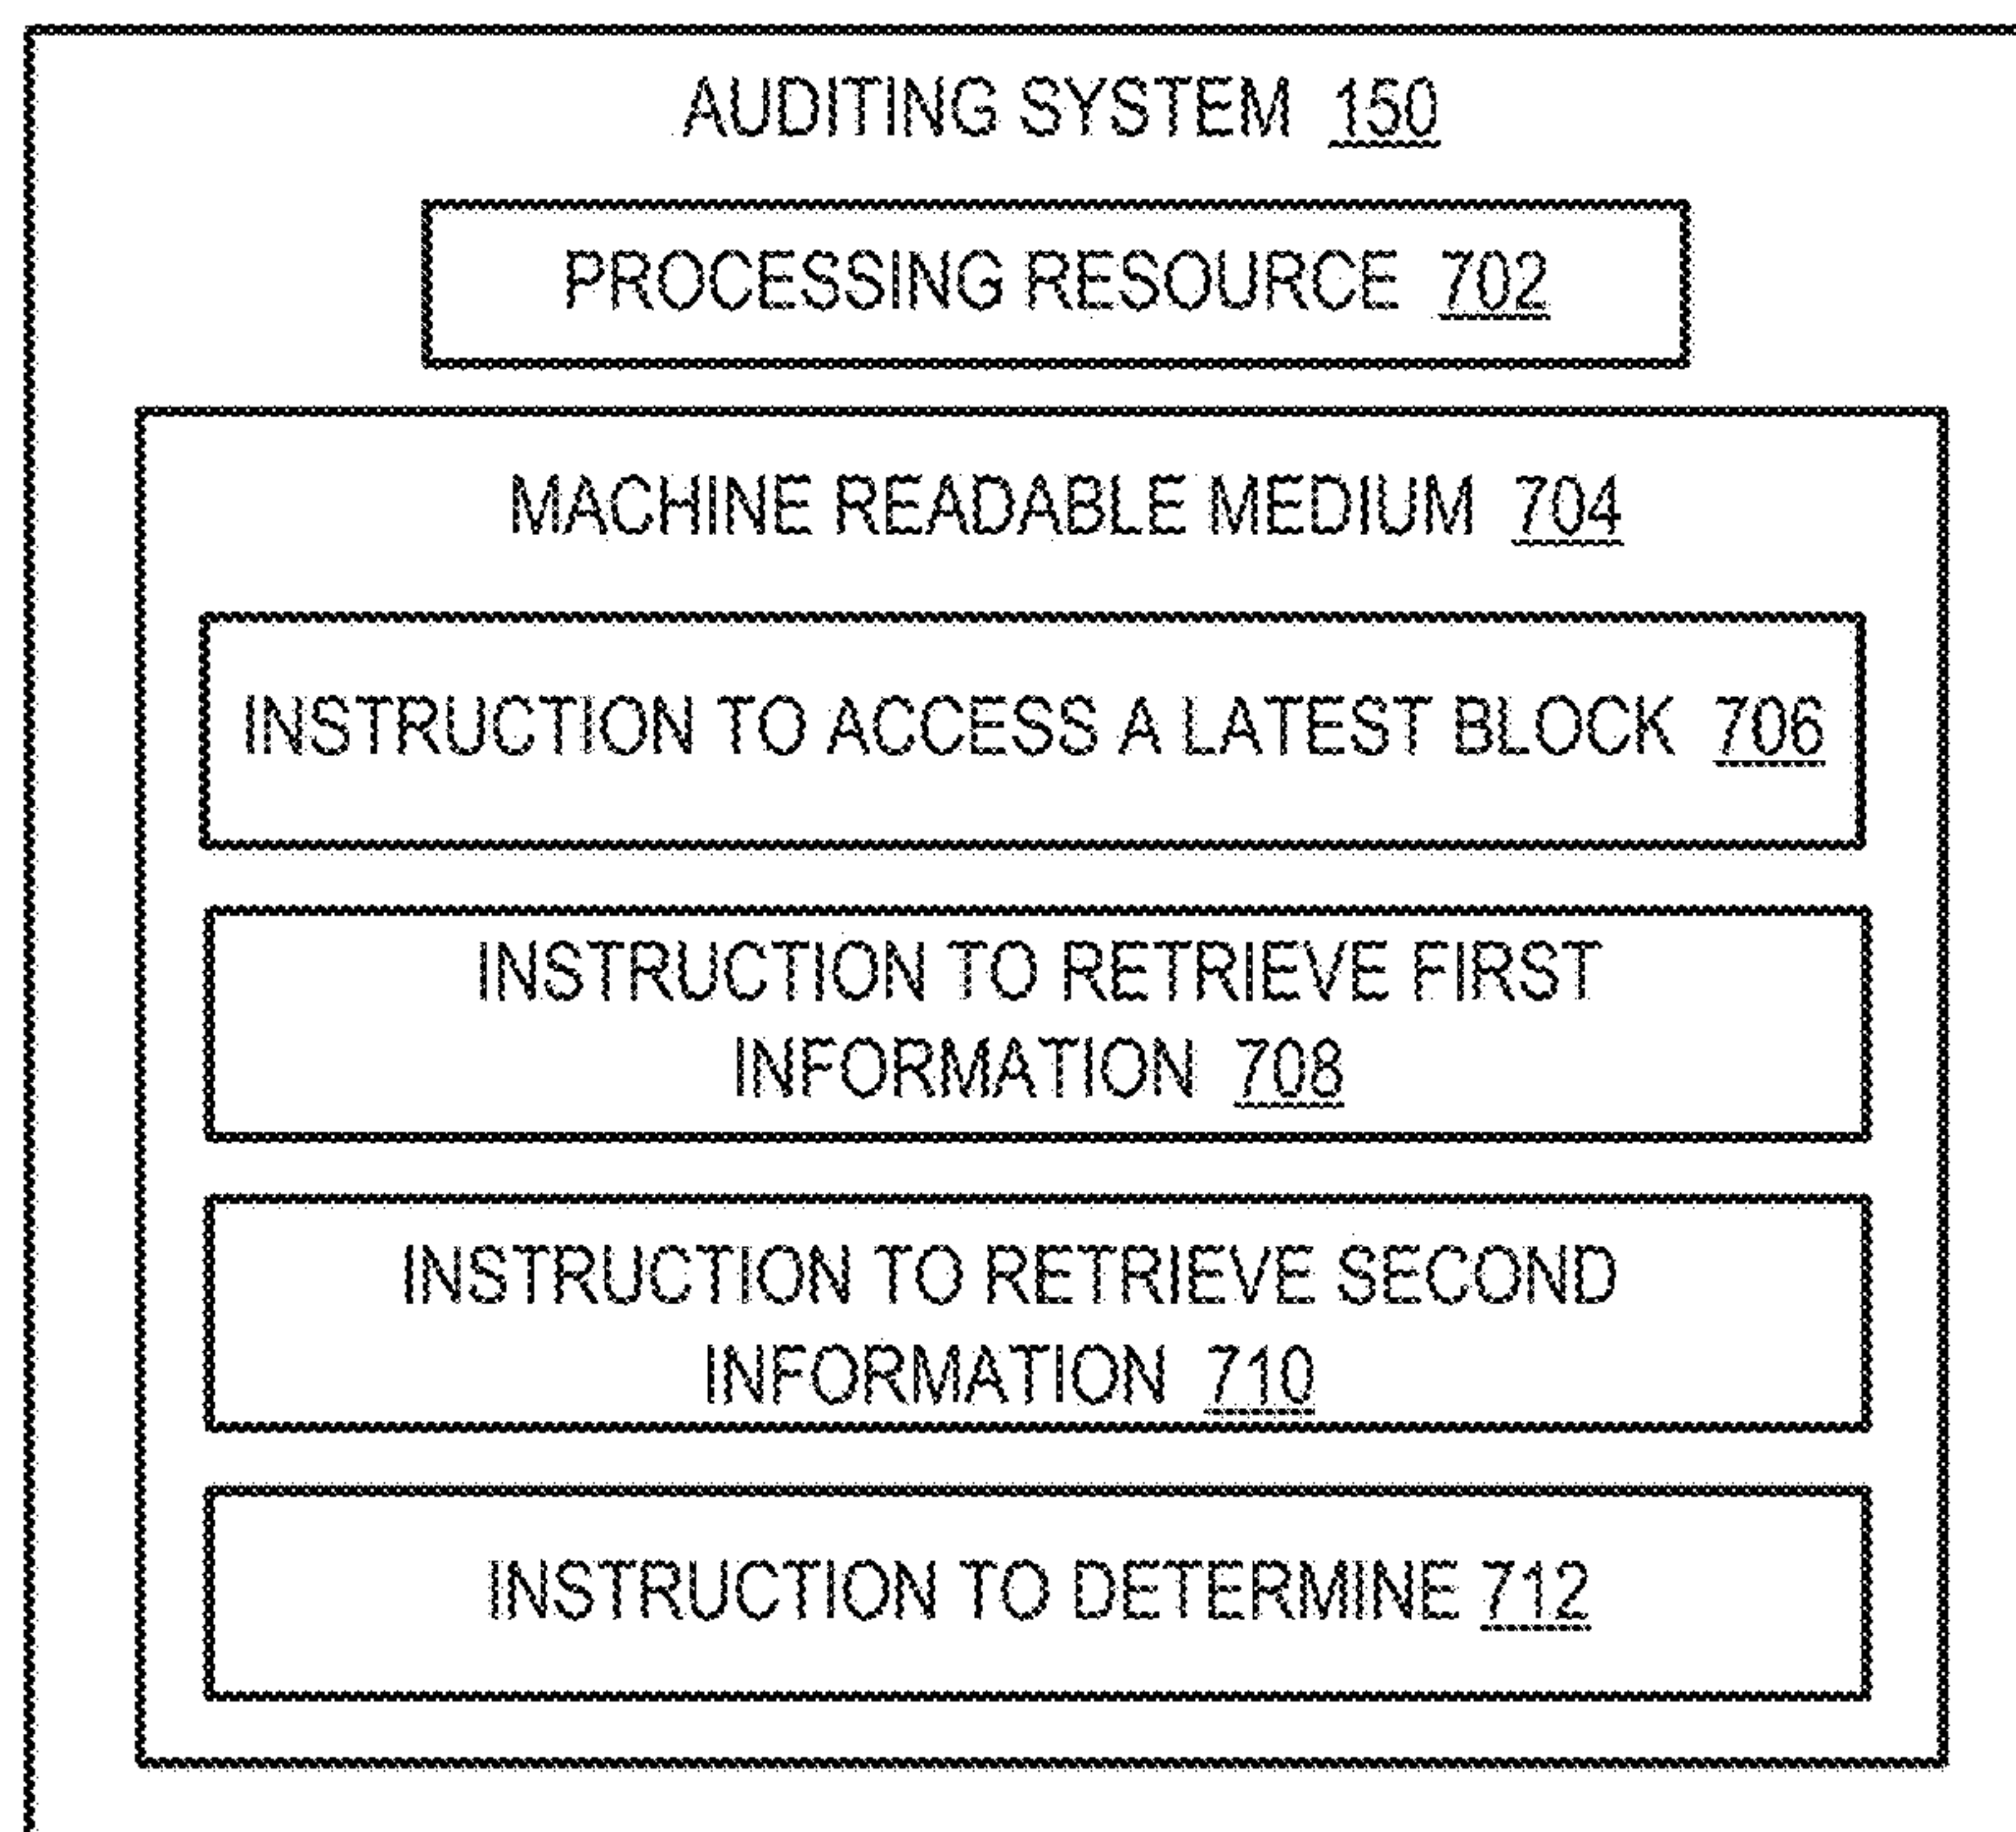 AUDITING SYSTEM 150
PROCESSING RESOURCE 702
MACHINE READABLE MEDIUM 704
INSTRUCTION TO ACCESS A LATEST BLOCK 706
INSTRUCTION TO RETRIEVE FIRST
INFORMATION 708
INSTRUCTION TO RETRIEVE SECOND
INFORMATION 710
INSTRUCTION TO DETERMINE 712